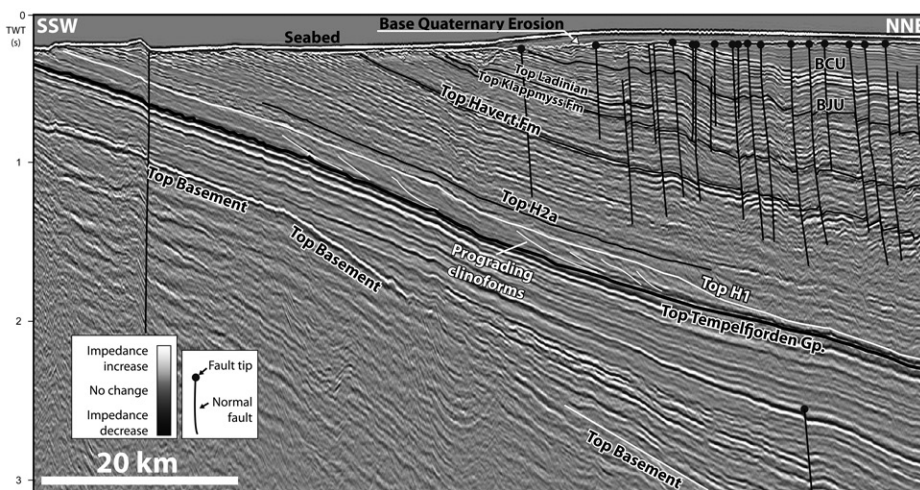 0
TWT
(s)
SSW
Base Quaternary Erosion
NNE
Seabed
Top Ladinian
Top Klappmyss Fm
Top Havert Fm
BCU
BJU
1
Top Basement
Top H2a
Top Basement
Prograding
clinoforms
Top H1
Top Tempelfjorden Gp.
2
Impedance
increase
No change
Impedance
decrease
Fault tip
Normal
fault
Top Basement
20 km
3